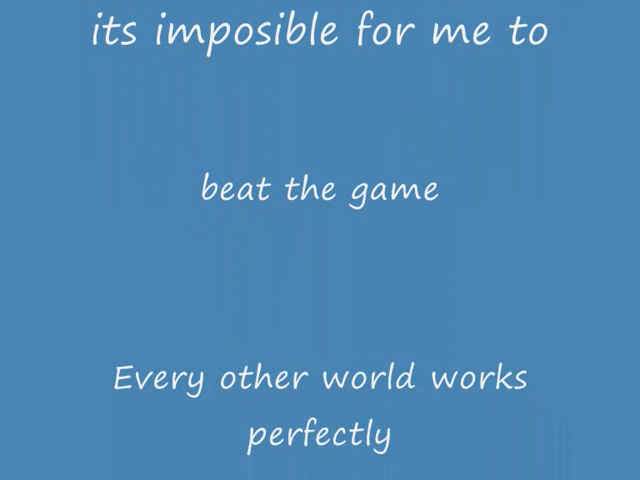 its imposible for me to
beat the game
Every other world works
perfectly